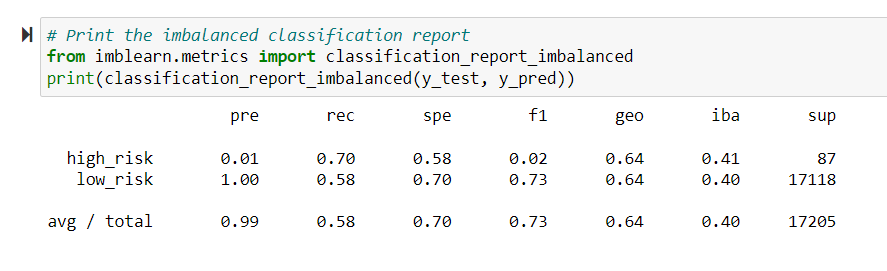 # Print the imbalanced classification report
from imblearn.metrics import classification_report_imbalanced
print(classification_report_imbalanced(y_test, y_pred))
pre rec spe f1 geo iba sup
high_risk 0.01 0.70 0.58 0.02 0.64 0.41 87
low_risk 1.00 0.58 0.70 0.73 0.64 0.40 17118
avg / total 0.99 0.58 0.70 0.73 0.64 0.40 17205